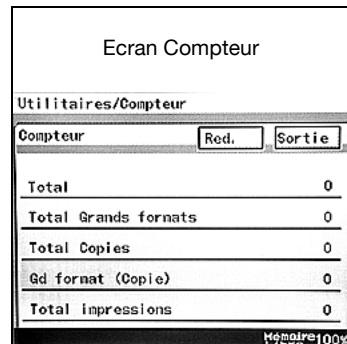 Ecran Compteur
Utilitaires/Compteur
Compteur Red. Sortie
Total 0
Total Grands formats 0
Total Copies 0
Gd format (Copie) 0
Total impressions 0
Mémoire100%